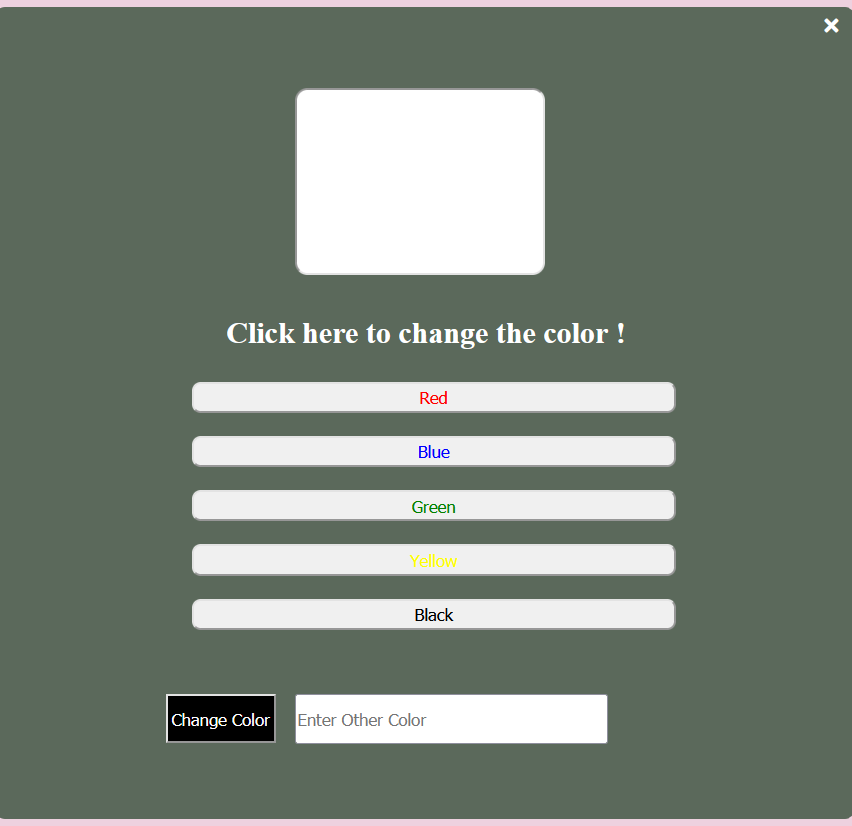 Click here to change the color !
Red
Blue
Green
Yellow
Black
Change Color
Enter Other Color